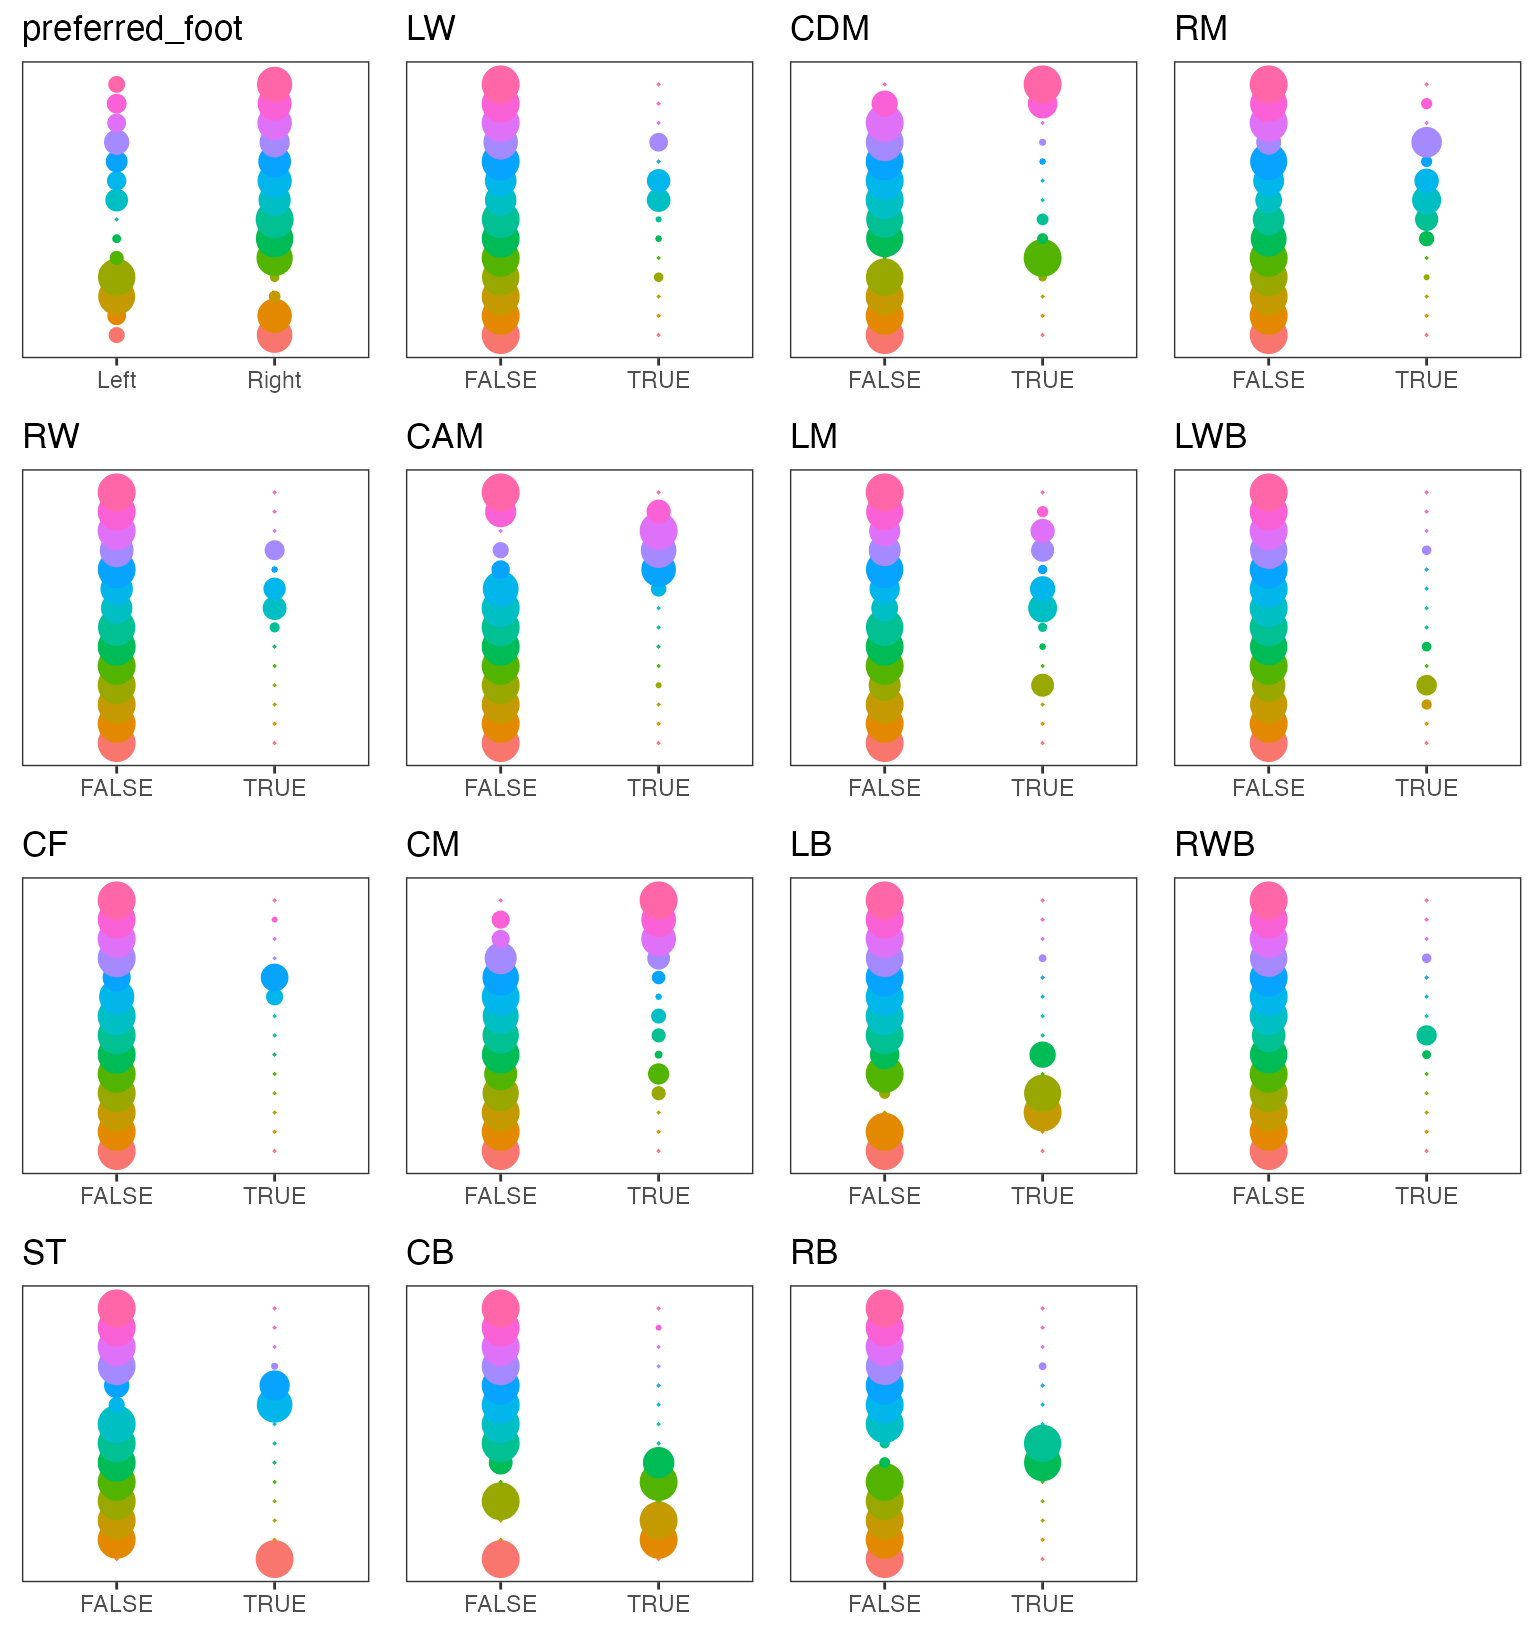 preferred_foot LW CDM RM
Left Right FALSE TRUE FALSE TRUE FALSE TRUE
RW CAM LM LWB
FALSE TRUE FALSE TRUE FALSE TRUE FALSE TRUE
CF CM LB RWB
FALSE TRUE FALSE TRUE FALSE TRUE FALSE TRUE
ST CB RB
FALSE TRUE FALSE TRUE FALSE TRUE